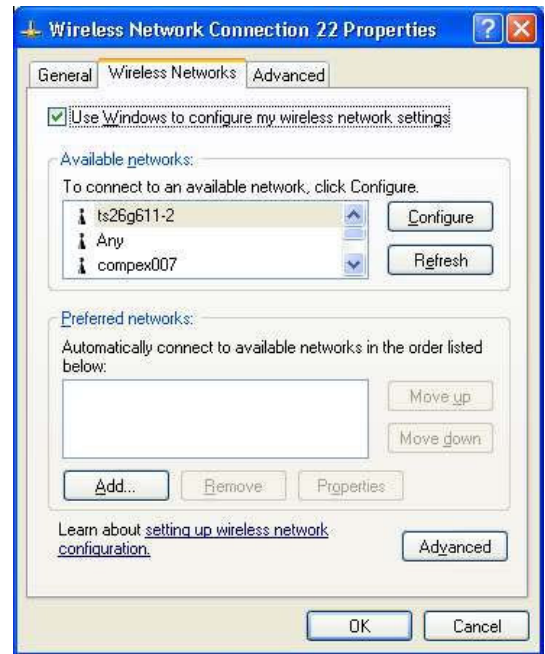 Wireless Network Connection 22 Properties
General Wireless Networks Advanced
Use Windows to configure my wireless network settings
Available networks:
To connect to an available network, click Configure.
ts26g611-2
Configure
Any
compex007
Refresh
Preferred networks:
Automatically connect to available networks in the order listed
below:
Move up
Move down
Add... Remove Properties
Learn about setting up wireless network
configuration.
Advanced
OK Cancel